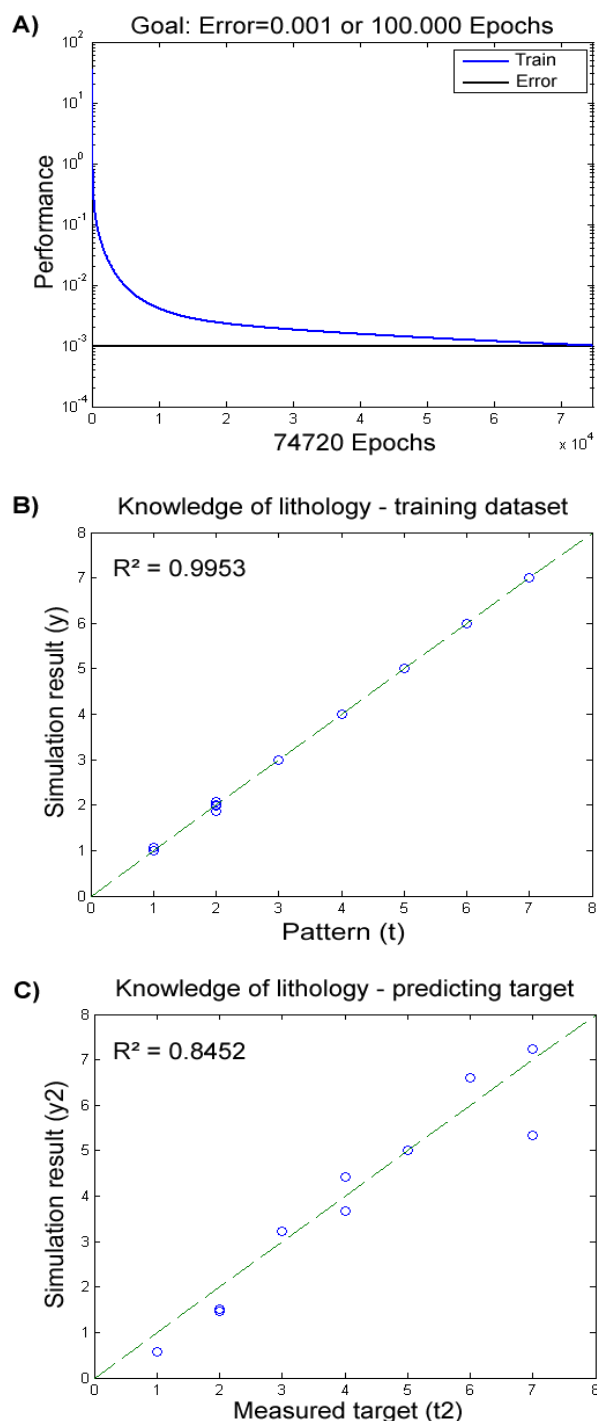 A) Goal: Error=0.001 or 100.000 Epochs
10^2
10^1
10^0
10^-1
10^-2
10^-3
10^-4
Performance
Train
Error
0 1 2 3 4 5 6 7
x 10^4
74720 Epochs
B) Knowledge of lithology - training dataset
R² = 0.9953
8
7
6
5
4
3
2
1
0
Simulation result (y)
0 1 2 3 4 5 6 7 8
Pattern (t)
C) Knowledge of lithology - predicting target
R² = 0.8452
8
7
6
5
4
3
2
1
0
Simulation result (y2)
0 1 2 3 4 5 6 7 8
Measured target (t2)